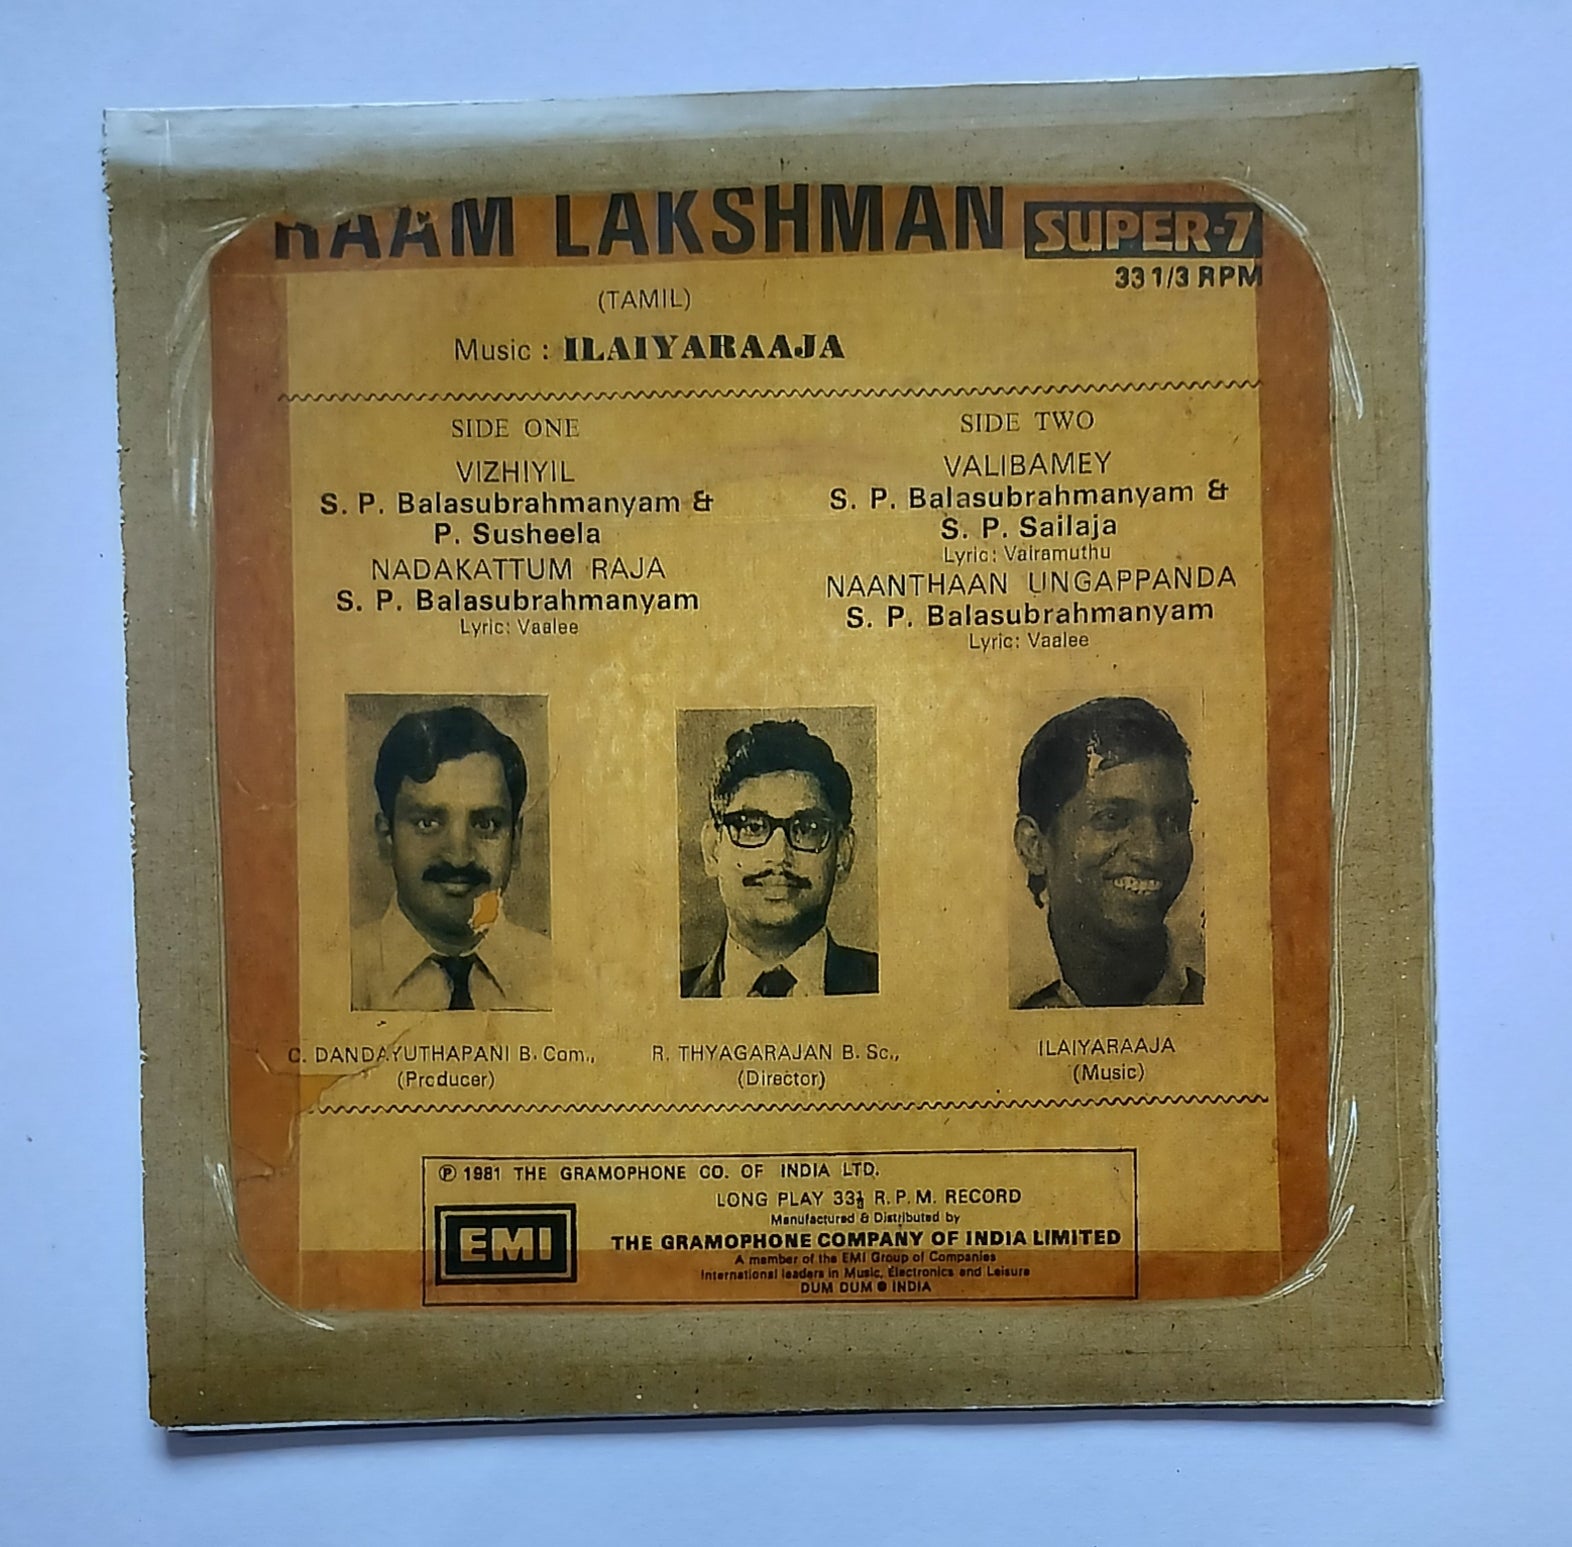 RAAM LAKSHMAN SUPER-7
33 1/3 RPM
(TAMIL)
Music : ILAIYARAAJA
SIDE ONE
VIZHIYIL
S. P. Balasubrahmanyam &
P. Susheela
NADAKATTUM RAJA
S. P. Balasubrahmanyam
Lyric: Vaalee
SIDE TWO
VALIBAMEY
S. P. Balasubrahmanyam &
S. P. Sailaja
Lyric: Vairamuthu
NAANTHAAN UNGAPPANDA
S. P. Balasubrahmanyam
Lyric: Vaalee
C. DANDAYUTHAPANI B. Com.,
(Producer)
R. THYAGARAJAN B. Sc.,
(Director)
ILAIYARAAJA
(Music)
℗ 1981 THE GRAMOPHONE CO. OF INDIA LTD.
LONG PLAY 33⅓ R. P. M. RECORD
Manufactured & Distributed by
EMI THE GRAMOPHONE COMPANY OF INDIA LIMITED
A member of the EMI Group of Companies
International leaders in Music, Electronics and Leisure
DUM DUM ● INDIA